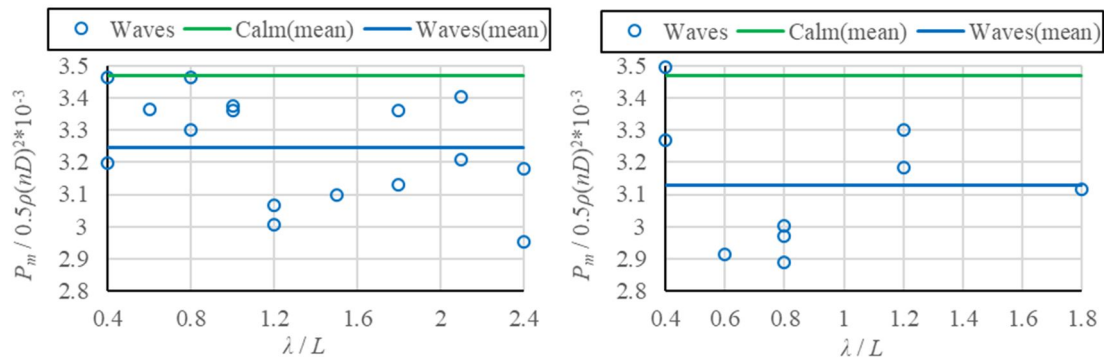 Waves Calm(mean) Waves(mean)
3.5
3.4
3.3
3.2
3.1
3
2.9
2.8
P_m / 0.5ρ(nD)²*10⁻³
0.4 0.8 1.2 1.6 2 2.4
λ / L
Waves Calm(mean) Waves(mean)
3.5
3.4
3.3
3.2
3.1
3
2.9
2.8
P_m / 0.5ρ(nD)²*10⁻³
0.4 0.6 0.8 1 1.2 1.4 1.6 1.8
λ / L